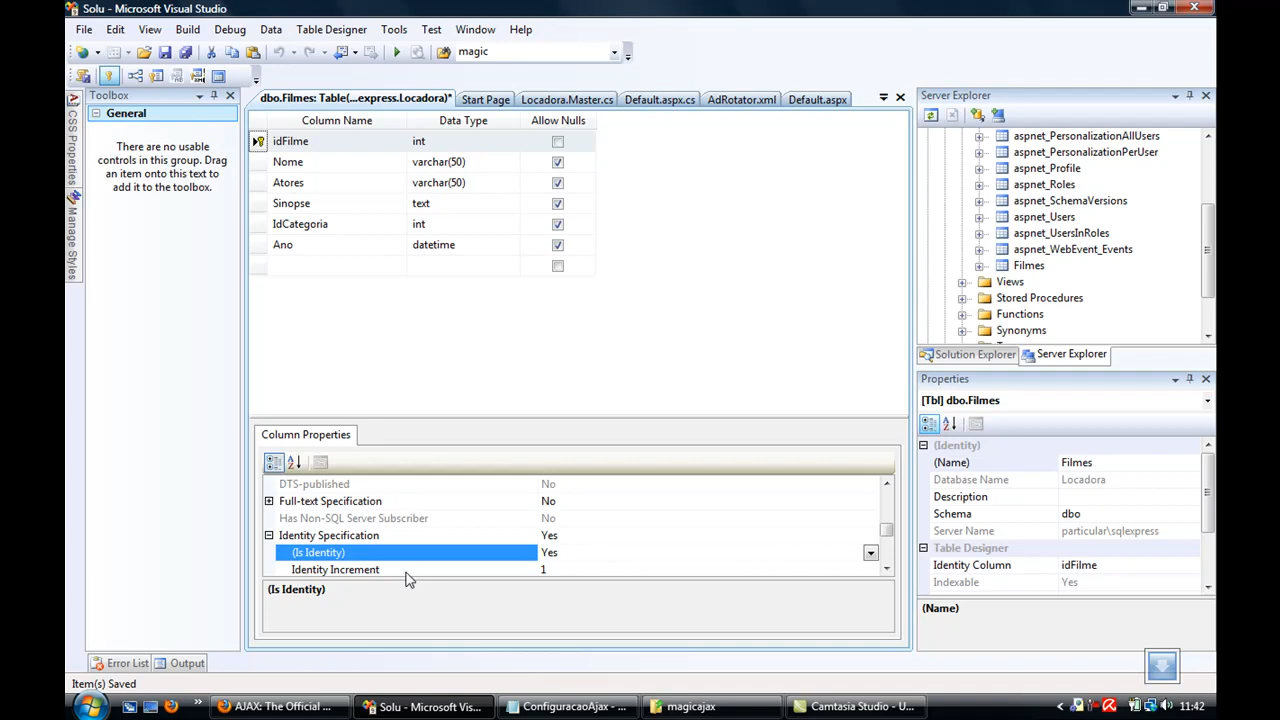 Solu - Microsoft Visual Studio
File Edit View Build Debug Data Table Designer Tools Test Window Help
magic
Toolbox
General
There are no usable
controls in this group. Drag
an item onto this text to
add it to the toolbox.
CSS Properties
Manage Styles
dbo.Filmes: Table(...express.Locadora)* Start Page Locadora.Master.cs Default.aspx.cs AdRotator.xml Default.aspx
Column Name Data Type Allow Nulls
idFilme int
Nome varchar(50)
Atores varchar(50)
Sinopse text
IdCategoria int
Ano datetime
Column Properties
DTS-published No
Full-text Specification No
Has Non-SQL Server Subscriber No
Identity Specification Yes
(Is Identity) Yes
Identity Increment 1
(Is Identity)
Server Explorer
aspnet_PersonalizationAllUsers
aspnet_PersonalizationPerUser
aspnet_Profile
aspnet_Roles
aspnet_SchemaVersions
aspnet_Users
aspnet_UsersInRoles
aspnet_WebEvent_Events
Filmes
Views
Stored Procedures
Functions
Synonyms
Solution Explorer Server Explorer
Properties
[Tbl] dbo.Filmes
(Identity)
(Name) Filmes
Database Name Locadora
Description
Schema dbo
Server Name particular\sqlexpress
Table Designer
Identity Column idFilme
Indexable Yes
(Name)
Error List Output
Item(s) Saved
AJAX: The Official ... Solu - Microsoft Vis... ConfiguracaoAjax - ... magicajax Camtasia Studio - U... 11:42